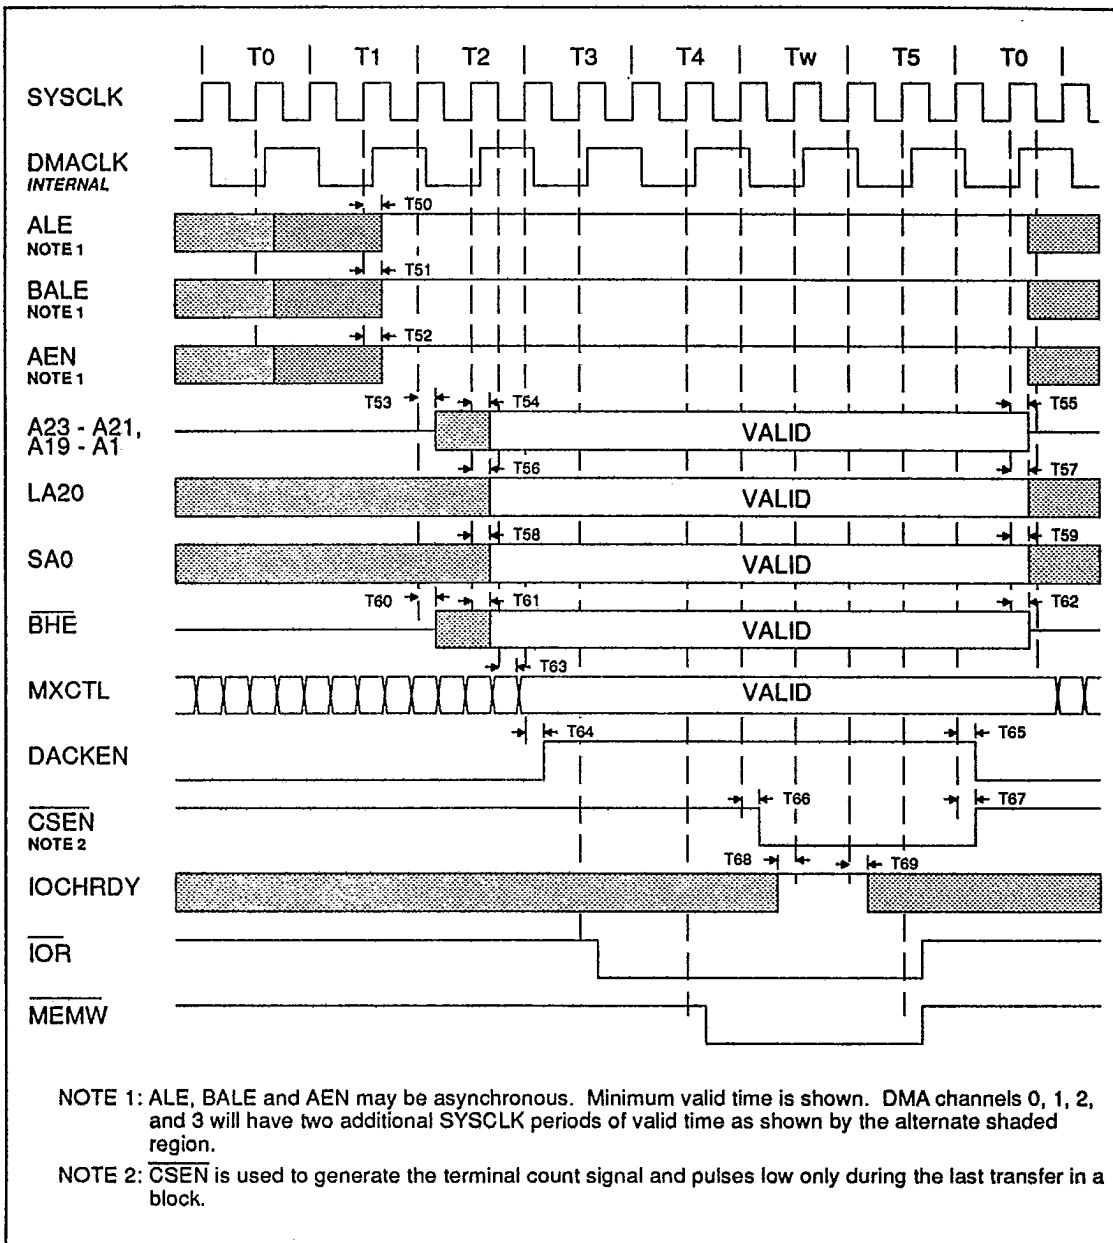 T0 T1 T2 T3 T4 Tw T5 T0
SYSCLK
DMACLK
INTERNAL
T50
ALE
NOTE 1
T51
BALE
NOTE 1
T52
AEN
NOTE 1
T53 T54 T55
A23 - A21,
A19 - A1
VALID
T56 T57
LA20 VALID
T58 T59
SA0 VALID
T60 T61 T62
BHE VALID
T63
MXCTL VALID
T64 T65
DACKEN
T66 T67
CSEN
NOTE 2
T68 T69
IOCHRDY
IOR
MEMW
NOTE 1: ALE, BALE and AEN may be asynchronous. Minimum valid time is shown. DMA channels 0, 1, 2,
and 3 will have two additional SYSCLK periods of valid time as shown by the alternate shaded
region.
NOTE 2: CSEN is used to generate the terminal count signal and pulses low only during the last transfer in a
block.